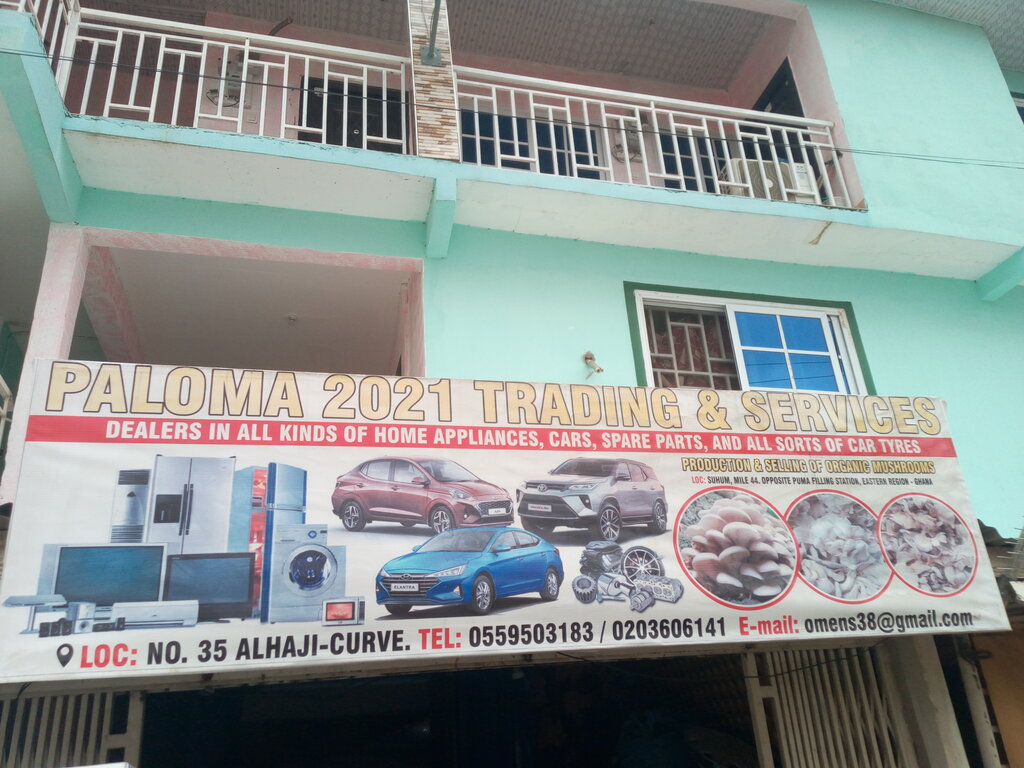 PALOMA 2021 TRADING & SERVICES
DEALERS IN ALL KINDS OF HOME APPLIANCES, CARS, SPARE PARTS, AND ALL SORTS OF CAR TYRES
PRODUCTION & SELLING OF ORGANIC MUSHROOMS
LOC: SUHUM, MILE 44. OPPOSITE PUMA FILLING STATION, EASTERN REGION - GHANA
ELANTRA
LOC: NO. 35 ALHAJI-CURVE. TEL: 0559503183 / 0203606141 E-mail: omens38@gmail.com